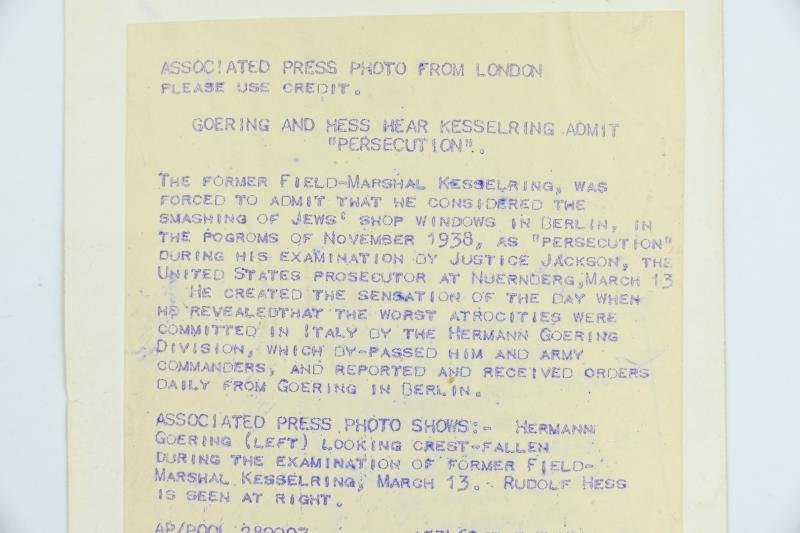 ASSOCIATED PRESS PHOTO FROM LONDON
PLEASE USE CREDIT.
GOERING AND HESS HEAR KESSELRING ADMIT
"PERSECUTION".
THE FORMER FIELD-MARSHAL KESSELRING, WAS
FORCED TO ADMIT THAT HE CONSIDERED THE
SMASHING OF JEWS' SHOP WINDOWS IN BERLIN, IN
THE POGROMS OF NOVEMBER 1938, AS "PERSECUTION"
DURING HIS EXAMINATION BY JUSTICE JACKSON, THE
UNITED STATES PROSECUTOR AT NUERNBERG, MARCH 13
HE CREATED THE SENSATION OF THE DAY WHEN
HE REVEALEDTHAT THE WORST ATROCITIES WERE
COMMITTED IN ITALY BY THE HERMANN GOERING
DIVISION, WHICH BY-PASSED HIM AND ARMY
COMMANDERS, AND REPORTED AND RECEIVED ORDERS
DAILY FROM GOERING IN BERLIN.
ASSOCIATED PRESS PHOTO SHOWS:- HERMANN
GOERING (LEFT) LOOKING CREST-FALLEN
DURING THE EXAMINATION OF FORMER FIELD-
MARSHAL KESSELRING, MARCH 13. RUDOLF HESS
IS SEEN AT RIGHT.
AP/POOL